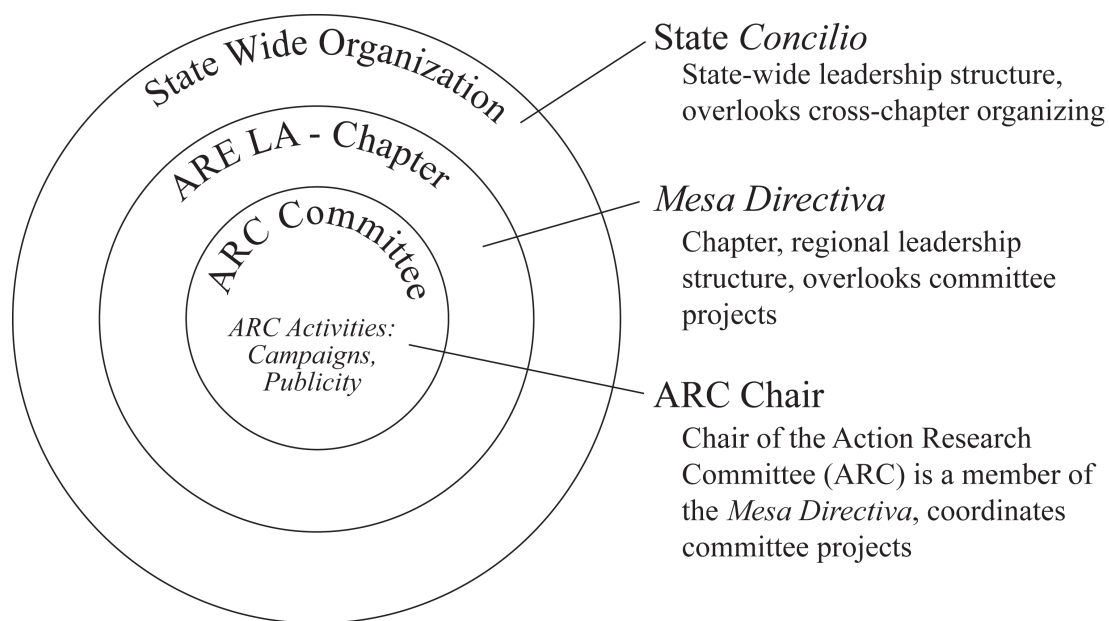 State Wide Organization
ARE LA - Chapter
ARC Committee
ARC Activities:
Campaigns,
Publicity
State Concilio
State-wide leadership structure,
overlooks cross-chapter organizing
Mesa Directiva
Chapter, regional leadership
structure, overlooks committee
projects
ARC Chair
Chair of the Action Research
Committee (ARC) is a member of
the Mesa Directiva, coordinates
committee projects